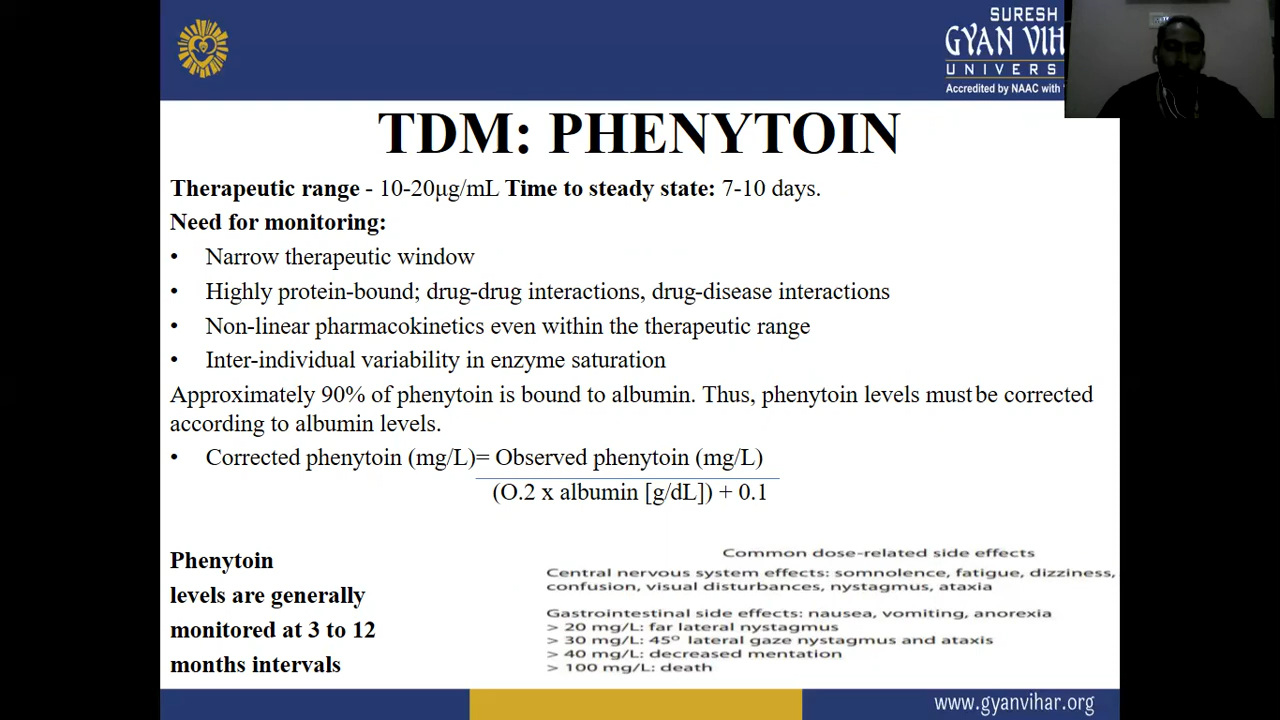 SURESH
GYAN VIH
UNIVERS
Accredited by NAAC with
TDM: PHENYTOIN
Therapeutic range - 10-20μg/mL Time to steady state: 7-10 days.
Need for monitoring:
• Narrow therapeutic window
• Highly protein-bound; drug-drug interactions, drug-disease interactions
• Non-linear pharmacokinetics even within the therapeutic range
• Inter-individual variability in enzyme saturation
Approximately 90% of phenytoin is bound to albumin. Thus, phenytoin levels must be corrected
according to albumin levels.
• Corrected phenytoin (mg/L)= Observed phenytoin (mg/L)
(O.2 x albumin [g/dL]) + 0.1
Phenytoin
levels are generally
monitored at 3 to 12
months intervals
Common dose-related side effects
Central nervous system effects: somnolence, fatigue, dizziness,
confusion, visual disturbances, nystagmus, ataxia
Gastrointestinal side effects: nausea, vomiting, anorexia
> 20 mg/L: far lateral nystagmus
> 30 mg/L: 45º lateral gaze nystagmus and ataxis
> 40 mg/L: decreased mentation
> 100 mg/L: death
www.gyanvihar.org